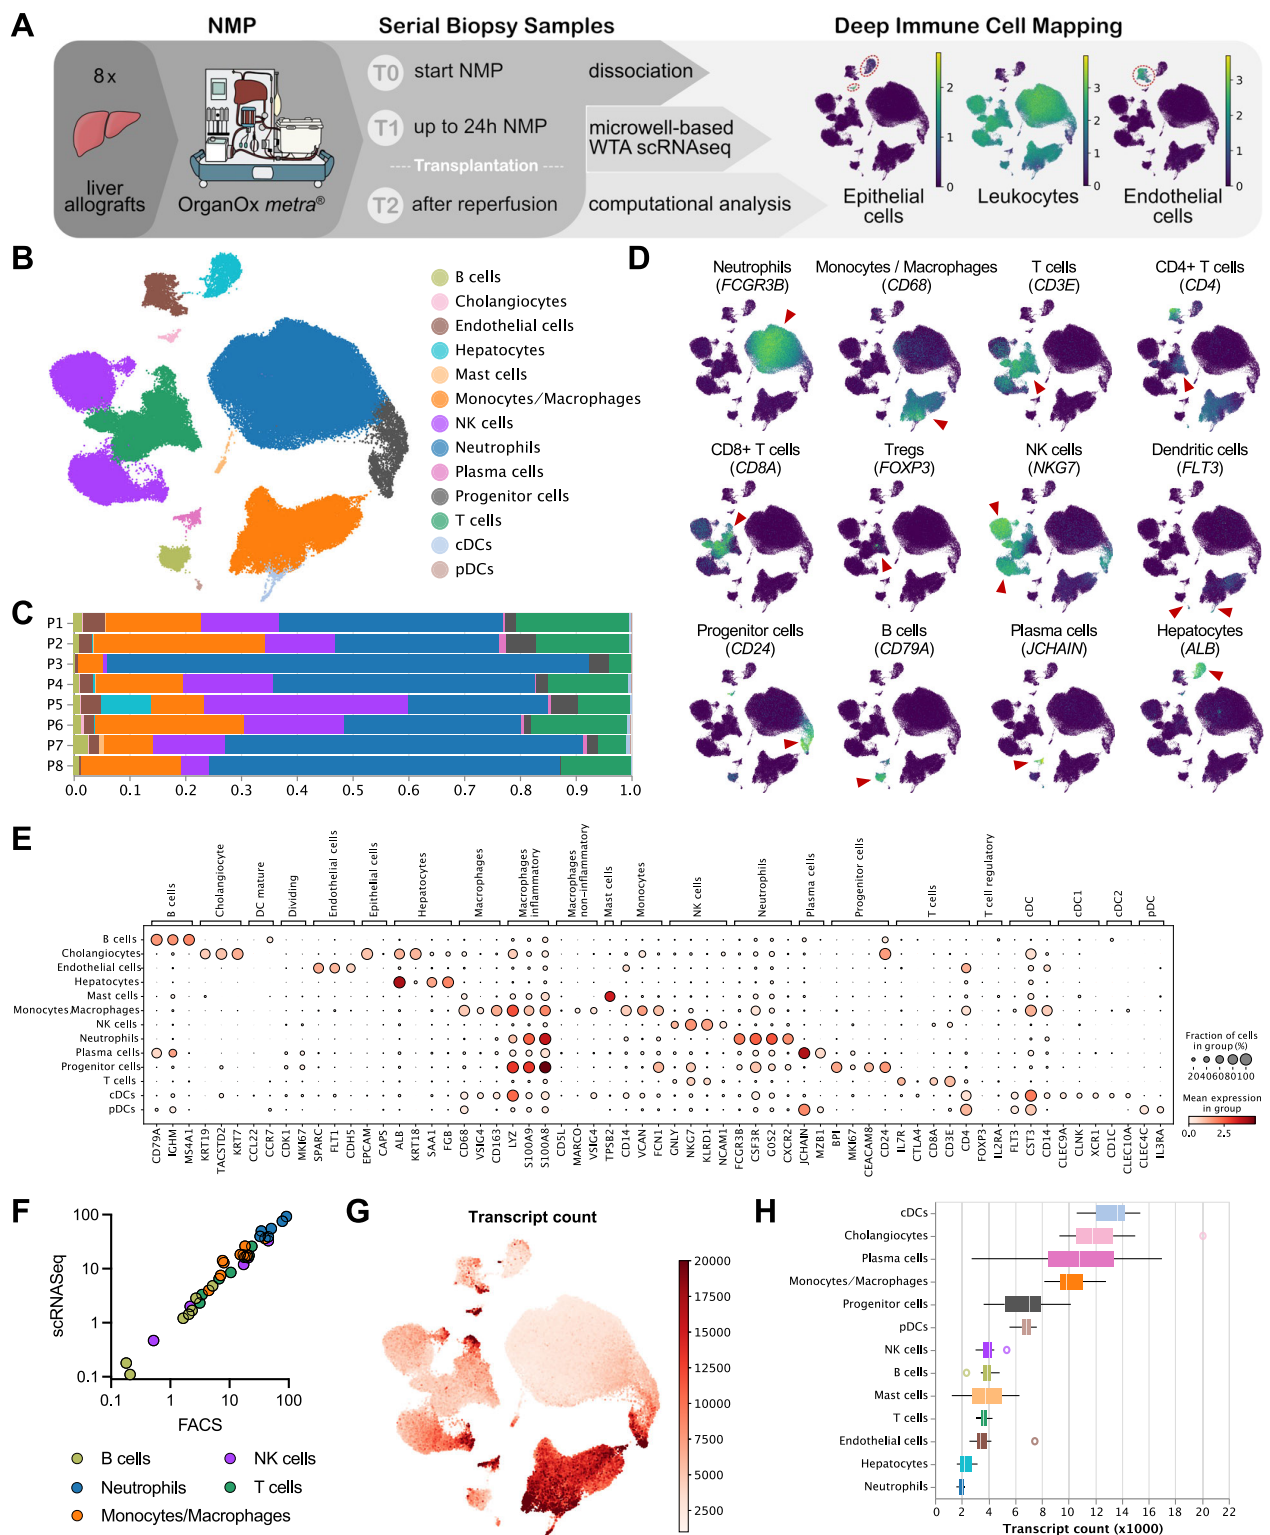 A
NMP
Serial Biopsy Samples
Deep Immune Cell Mapping
8x
liver
allografts
OrganOx metra®
T0 start NMP
T1 up to 24h NMP
---- Transplantation ----
T2 after reperfusion
dissociation
microwell-based
WTA scRNAseq
computational analysis
2
1
0
Epithelial
cells
3
2
1
0
Leukocytes
3
2
1
0
Endothelial
cells
B
B cells
Cholangiocytes
Endothelial cells
Hepatocytes
Mast cells
Monocytes/Macrophages
NK cells
Neutrophils
Plasma cells
Progenitor cells
T cells
cDCs
pDCs
C
P1
P2
P3
P4
P5
P6
P7
P8
0.0 0.1 0.2 0.3 0.4 0.5 0.6 0.7 0.8 0.9 1.0
D
Neutrophils
(FCGR3B)
Monocytes / Macrophages
(CD68)
T cells
(CD3E)
CD4+ T cells
(CD4)
CD8+ T cells
(CD8A)
Tregs
(FOXP3)
NK cells
(NKG7)
Dendritic cells
(FLT3)
Progenitor cells
(CD24)
B cells
(CD79A)
Plasma cells
(JCHAIN)
Hepatocytes
(ALB)
E
B cells
Cholangiocyte
DC mature
Dividing
Endothelial cells
Epithelial cells
Hepatocytes
Macrophages
Macrophages
inflammatory
Macrophages
non-inflammatory
Mast cells
Monocytes
NK cells
Neutrophils
Plasma cells
Progenitor cells
T cells
T cell regulatory
cDC
cDC1
cDC2
pDC
B cells
Cholangiocytes
Endothelial cells
Hepatocytes
Mast cells
Monocytes/Macrophages
NK cells
Neutrophils
Plasma cells
Progenitor cells
T cells
cDCs
pDCs
CD79A
IGHM
MS4A1
KRT19
TACSTD2
KRT7
CCL22
CCR7
CDK1
MKI67
SPARC
FLT1
CDH5
EPCAM
CAPS
ALB
KRT18
SAA1
FGB
CD68
VSIG4
CD163
LYZ
S100A9
S100A8
CD5L
MARCO
VSIG4
TPSB2
CD14
VCAN
FCN1
GNLY
NKG7
KLRD1
NCAM1
FCGR3B
CSF3R
G0S2
CXCR2
JCHAIN
MZB1
BPI
MKI67
CEACAM8
CD24
IL7R
CTLA4
CD8A
CD3E
CD4
FOXP3
IL2RA
FLT3
CST3
CD14
CLEC9A
CLNK
XCR1
CD1C
CLEC10A
CLEC4C
IL3RA
Fraction of cells
in group (%)
20 40 60 80 100
Mean expression
in group
0.0 2.5
F
scRNASeq
100
10
1
0.1
0.1 1 10 100
FACS
B cells
Neutrophils
Monocytes/Macrophages
NK cells
T cells
G
Transcript count
20000
17500
15000
12500
10000
7500
5000
2500
H
cDCs
Cholangiocytes
Plasma cells
Monocytes/Macrophages
Progenitor cells
pDCs
NK cells
B cells
Mast cells
T cells
Endothelial cells
Hepatocytes
Neutrophils
0 2 4 6 8 10 12 14 16 18 20 22
Transcript count (x1000)